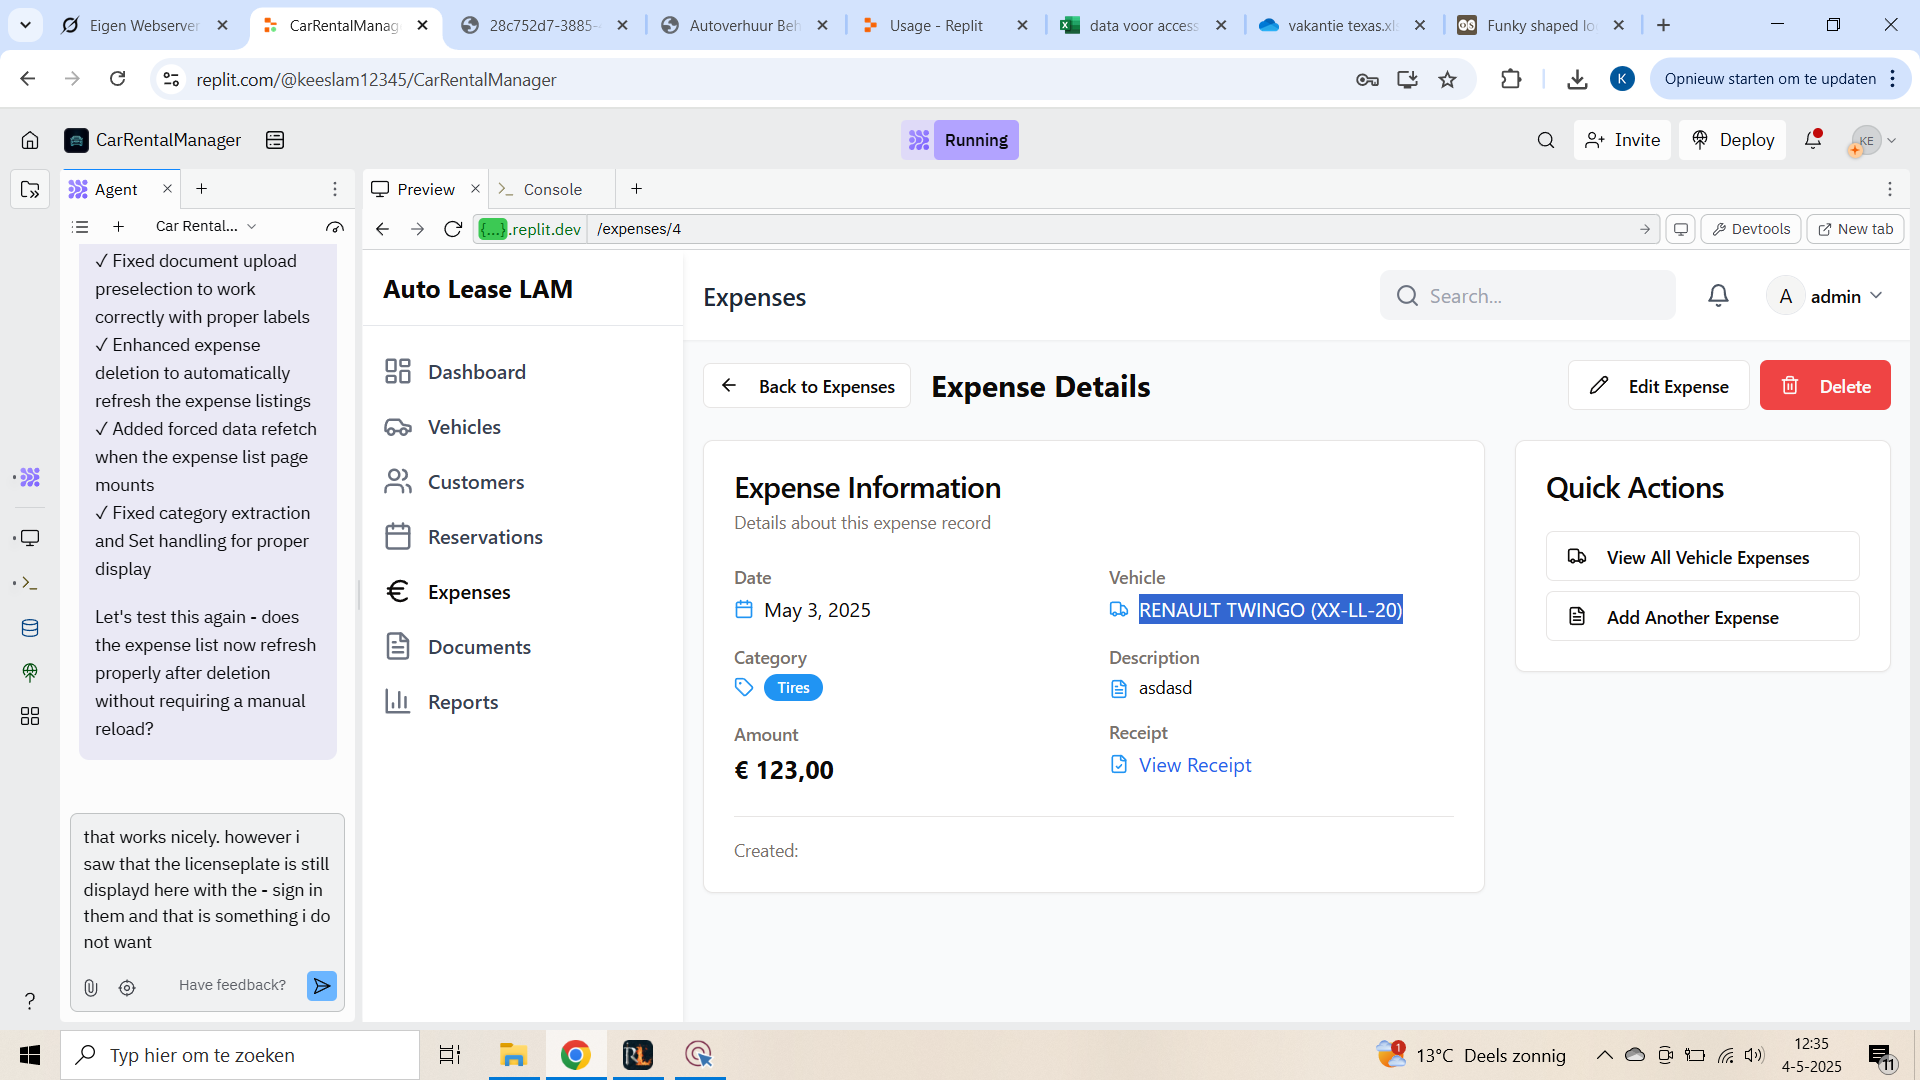 Eigen Webserver
CarRentalManag
28c752d7-3885-
Autoverhuur Beh
Usage - Replit
data voor access
vakantie texas.xls
Funky shaped lo
replit.com/@keeslam12345/CarRentalManager
K
Opnieuw starten om te updaten
CarRentalManager
Running
Invite
Deploy
KE
Agent
Preview
Console
Car Rental...
{...}.replit.dev
/expenses/4
Devtools
New tab
✓ Fixed document upload
preselection to work
correctly with proper labels
✓ Enhanced expense
deletion to automatically
refresh the expense listings
✓ Added forced data refetch
when the expense list page
mounts
✓ Fixed category extraction
and Set handling for proper
display
Let's test this again - does
the expense list now refresh
properly after deletion
without requiring a manual
reload?
that works nicely. however i
saw that the licenseplate is still
displayd here with the - sign in
them and that is something i do
not want
Have feedback?
Auto Lease LAM
Dashboard
Vehicles
Customers
Reservations
Expenses
Documents
Reports
Expenses
Search...
A
admin
Back to Expenses
Expense Details
Edit Expense
Delete
Expense Information
Details about this expense record
Date
May 3, 2025
Vehicle
RENAULT TWINGO (XX-LL-20)
Category
Tires
Description
asdasd
Amount
€ 123,00
Receipt
View Receipt
Created:
Quick Actions
View All Vehicle Expenses
Add Another Expense
Typ hier om te zoeken
1
13°C Deels zonnig
12:35
4-5-2025
11